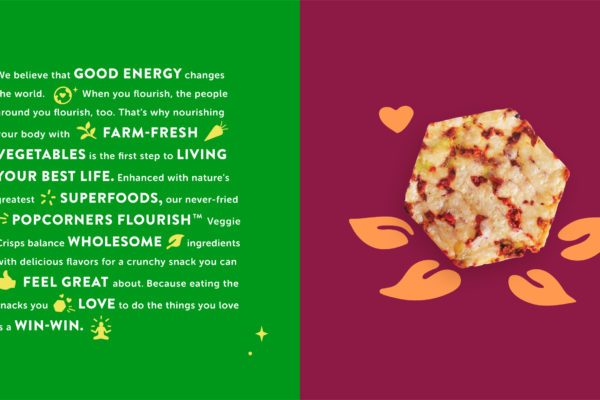 We believe that GOOD ENERGY changes
the world. When you flourish, the people
around you flourish, too. That's why nourishing
your body with FARM-FRESH
VEGETABLES is the first step to LIVING
YOUR BEST LIFE. Enhanced with nature's
greatest SUPERFOODS, our never-fried
POPCORNERS FLOURISH™ Veggie
Crisps balance WHOLESOME ingredients
with delicious flavors for a crunchy snack you can
FEEL GREAT about. Because eating the
snacks you LOVE to do the things you love
is a WIN-WIN.